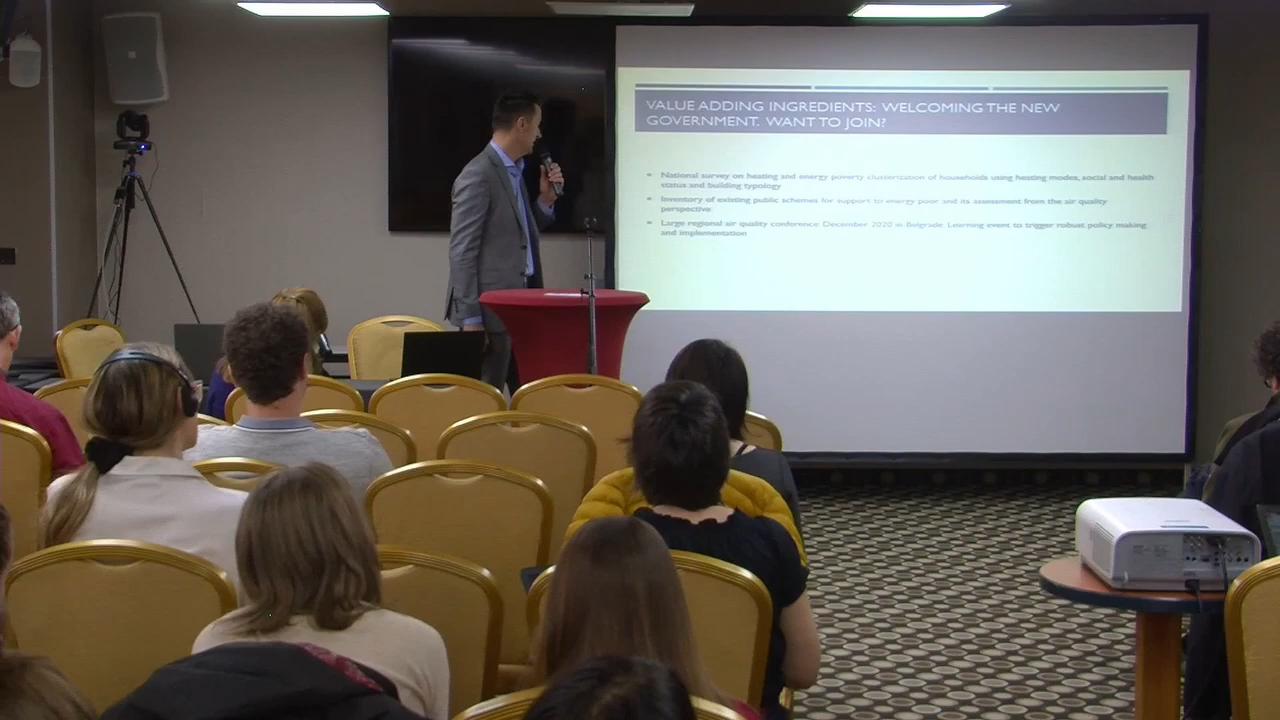 VALUE ADDING INGREDIENTS: WELCOMING THE NEW
GOVERNMENT. WANT TO JOIN?
National survey on heating and energy poverty clusterization of households using heating modes, social and health
status and building typology
Inventory of existing public schemes for support to energy poor and its assessment from the air quality
perspective
Large regional air quality conference December 2020 in Belgrade. Learning event to trigger robust policy making
and implementation